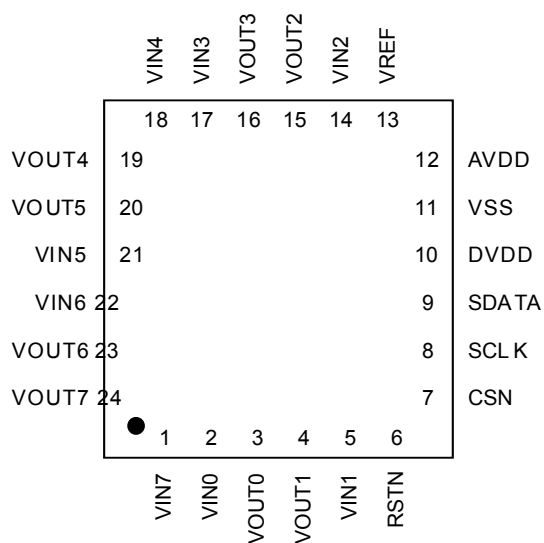 VIN4 VIN3 VOUT3 VOUT2 VIN2 VREF
18 17 16 15 14 13
VOUT4 19 12 AVDD
VOUT5 20 11 VSS
VIN5 21 10 DVDD
VIN6 22 9 SDATA
VOUT6 23 8 SCLK
VOUT7 24 7 CSN
1 2 3 4 5 6
VIN7 VIN0 VOUT0 VOUT1 VIN1 RSTN